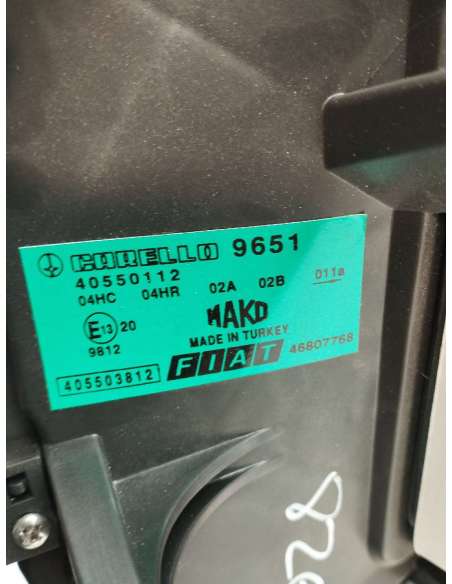 CARELLO 9651
40550112
04HC 04HR 02A 02B 011a
E13 20
9812
MAKO
MADE IN TURKEY
405503812 FIAT 46807768